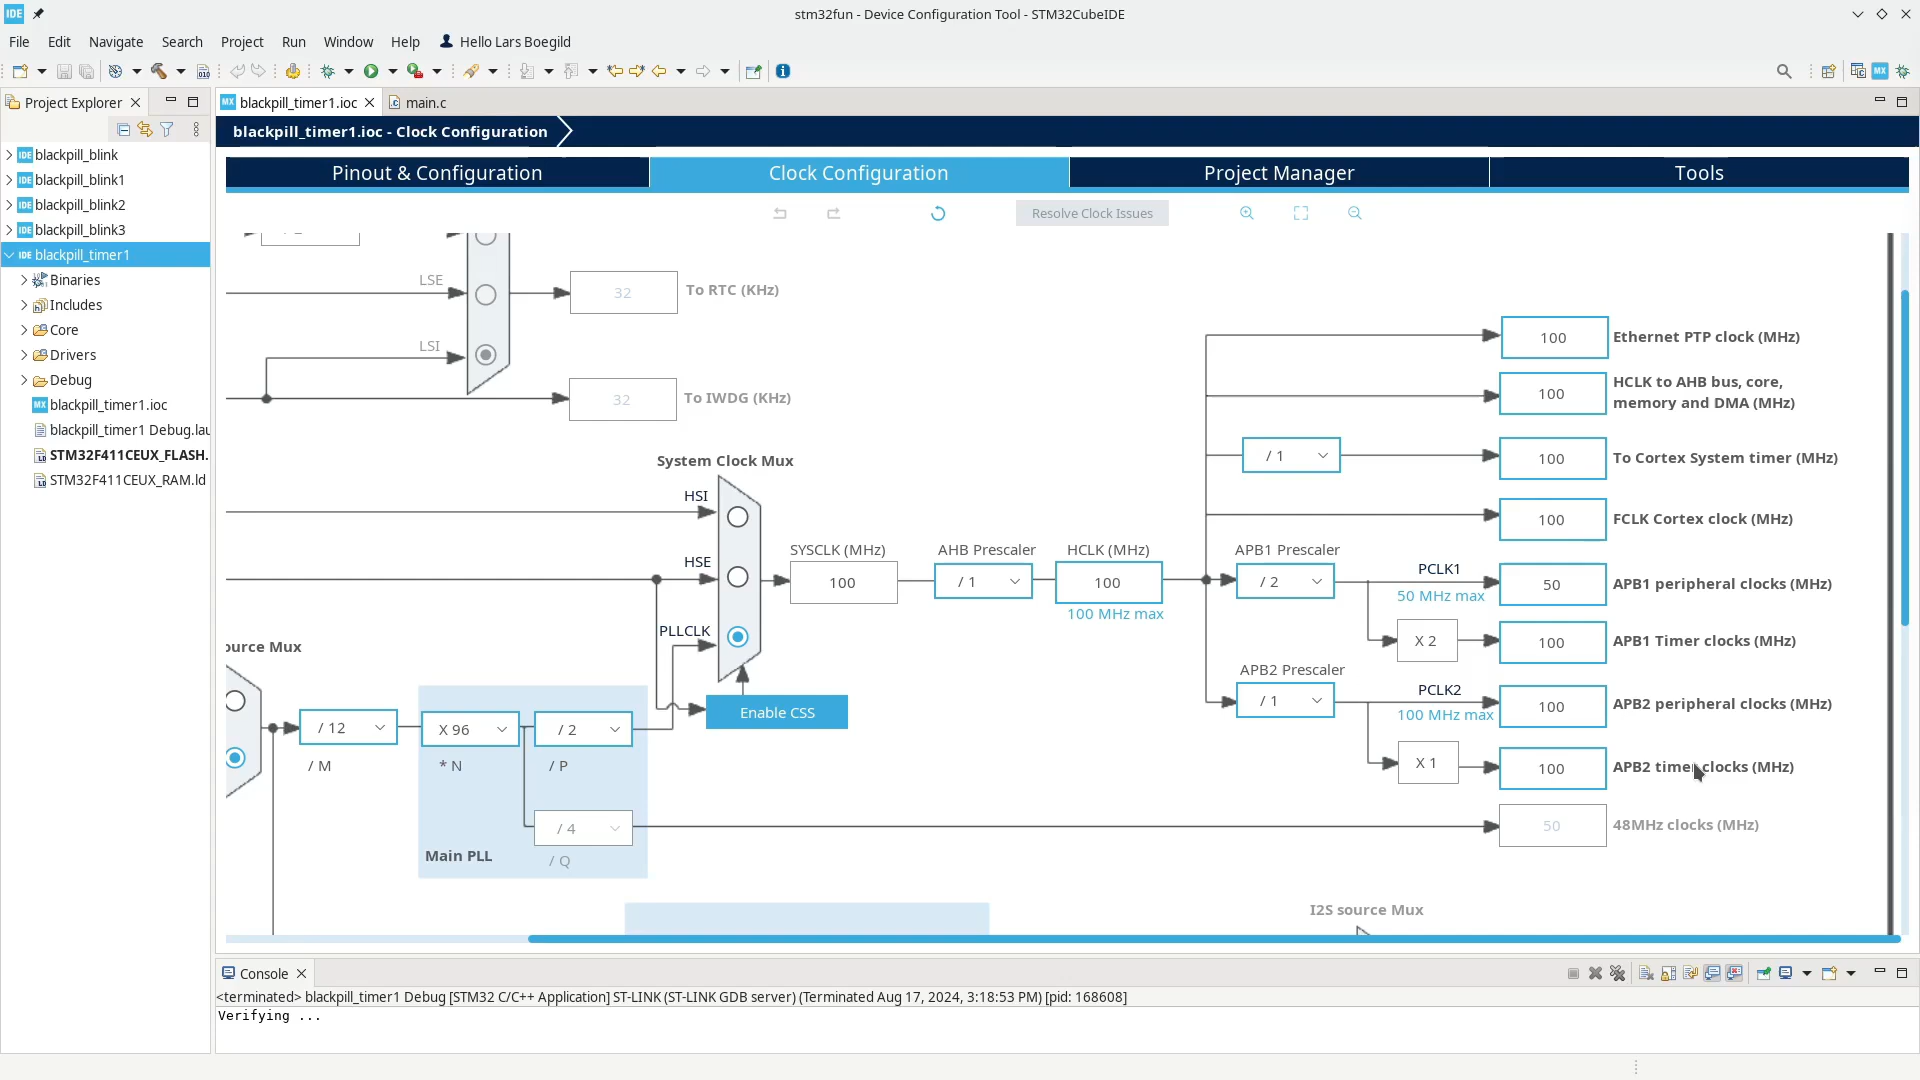 IDE
stm32fun - Device Configuration Tool - STM32CubeIDE
File Edit Navigate Search Project Run Window Help Hello Lars Boegild
Project Explorer
blackpill_timer1.ioc
main.c
blackpill_timer1.ioc - Clock Configuration
blackpill_blink
blackpill_blink1
blackpill_blink2
blackpill_blink3
blackpill_timer1
Binaries
Includes
Core
Drivers
Debug
blackpill_timer1.ioc
blackpill_timer1 Debug.lau
STM32F411CEUX_FLASH.
STM32F411CEUX_RAM.ld
Pinout & Configuration Clock Configuration Project Manager Tools
Resolve Clock Issues
LSE
32 To RTC (KHz)
LSI
32 To IWDG (KHz)
100 Ethernet PTP clock (MHz)
100 HCLK to AHB bus, core,
memory and DMA (MHz)
/ 1 100 To Cortex System timer (MHz)
100 FCLK Cortex clock (MHz)
System Clock Mux
HSI
HSE
PLLCLK
SYSCLK (MHz) AHB Prescaler HCLK (MHz) APB1 Prescaler
100 / 1 100 / 2
100 MHz max
PCLK1
50 MHz max
50 APB1 peripheral clocks (MHz)
X 2 100 APB1 Timer clocks (MHz)
APB2 Prescaler
/ 1
PCLK2
100 MHz max
100 APB2 peripheral clocks (MHz)
X 1 100 APB2 timer clocks (MHz)
50 48MHz clocks (MHz)
Enable CSS
ource Mux
/ 12 X 96 / 2
/ M * N / P
/ 4
/ Q
Main PLL
I2S source Mux
Console
<terminated> blackpill_timer1 Debug [STM32 C/C++ Application] ST-LINK (ST-LINK GDB server) (Terminated Aug 17, 2024, 3:18:53 PM) [pid: 168608]
Verifying ...